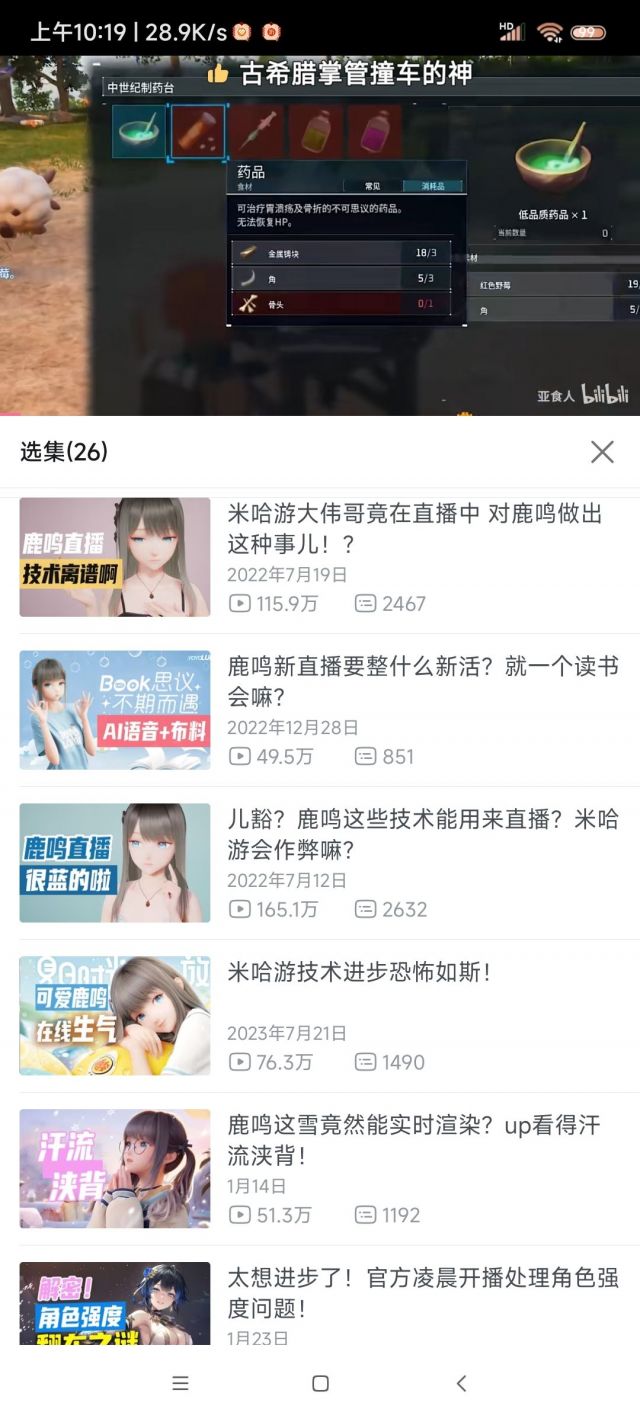 上午10:19 | 28.9K/s
HD
99
古希腊掌管撞车的神
中世纪制药台
药品
食材
常见
消耗品
可治疗胃溃疡及骨折的不可思议的药品。
无法恢复HP。
金属铸块
18/3
角
5/3
骨头
0/1
低品质药品 × 1
当前数量
0
素材
红色野莓
19
角
5/
莓。
亚食人 bilibili
选集(26)
鹿鸣直播
技术离谱啊
米哈游大伟哥竟在直播中 对鹿鸣做出
这种事儿！？
2022年7月19日
115.9万
2467
Book思议
不期而遇
AI语音+布料
鹿鸣新直播要整什么新活？就一个读书
会嘛？
2022年12月28日
49.5万
851
鹿鸣直播
很蓝的啦
儿豁？鹿鸣这些技术能用来直播？米哈
游会作弊嘛？
2022年7月12日
165.1万
2632
可爱鹿鸣
在线生气
米哈游技术进步恐怖如斯！
2023年7月21日
76.3万
1490
汗流
浃背
鹿鸣这雪竟然能实时渲染？up看得汗
流浃背！
1月14日
51.3万
1192
解密！
角色强度
翻车之谜
太想进步了！官方凌晨开播处理角色强
度问题！
1月23日